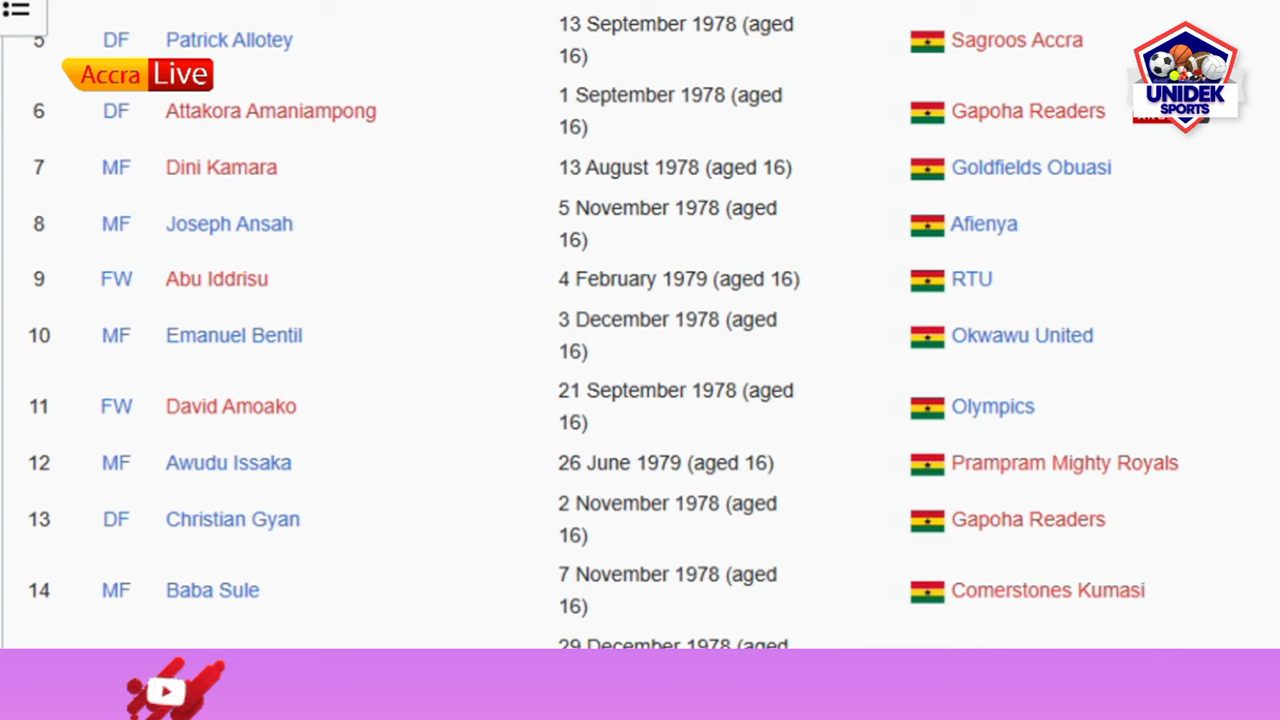 13 September 1978 (aged
5 DF Patrick Allotey Sagroos Accra
16)
Accra Live
1 September 1978 (aged
6 DF Attakora Amaniampong Gapoha Readers
16)
UNIDEK
SPORTS
7 MF Dini Kamara 13 August 1978 (aged 16) Goldfields Obuasi
5 November 1978 (aged
8 MF Joseph Ansah Afienya
16)
9 FW Abu Iddrisu 4 February 1979 (aged 16) RTU
3 December 1978 (aged
10 MF Emanuel Bentil Okwawu United
16)
21 September 1978 (aged
11 FW David Amoako Olympics
16)
12 MF Awudu Issaka 26 June 1979 (aged 16) Prampram Mighty Royals
2 November 1978 (aged
13 DF Christian Gyan Gapoha Readers
16)
7 November 1978 (aged
14 MF Baba Sule Comerstones Kumasi
16)
29 December 1978 (aged